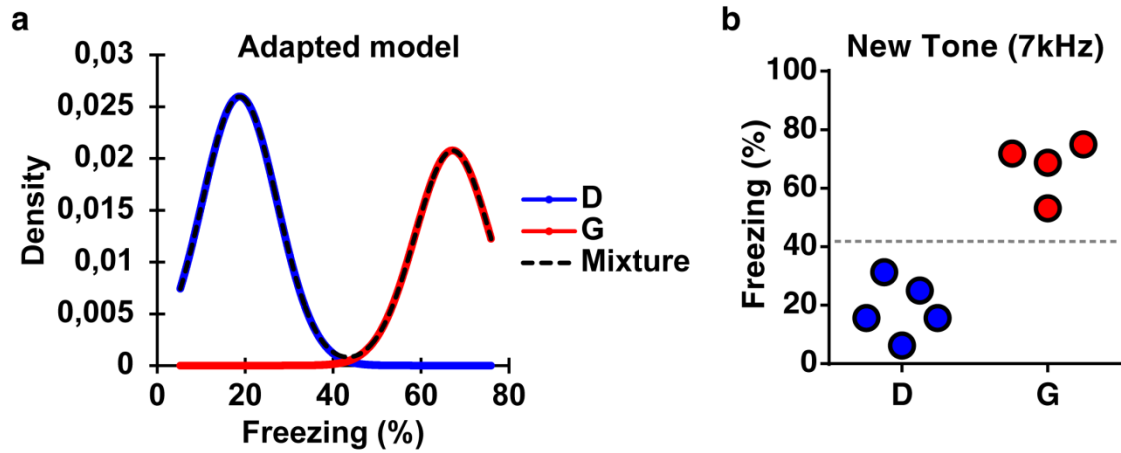 a
Adapted model
0,03
0,025
0,02
0,015
0,01
0,005
0
Density
0 20 40 60 80
Freezing (%)
D
G
Mixture
b
New Tone (7kHz)
100
80
60
40
20
0
Freezing (%)
D G